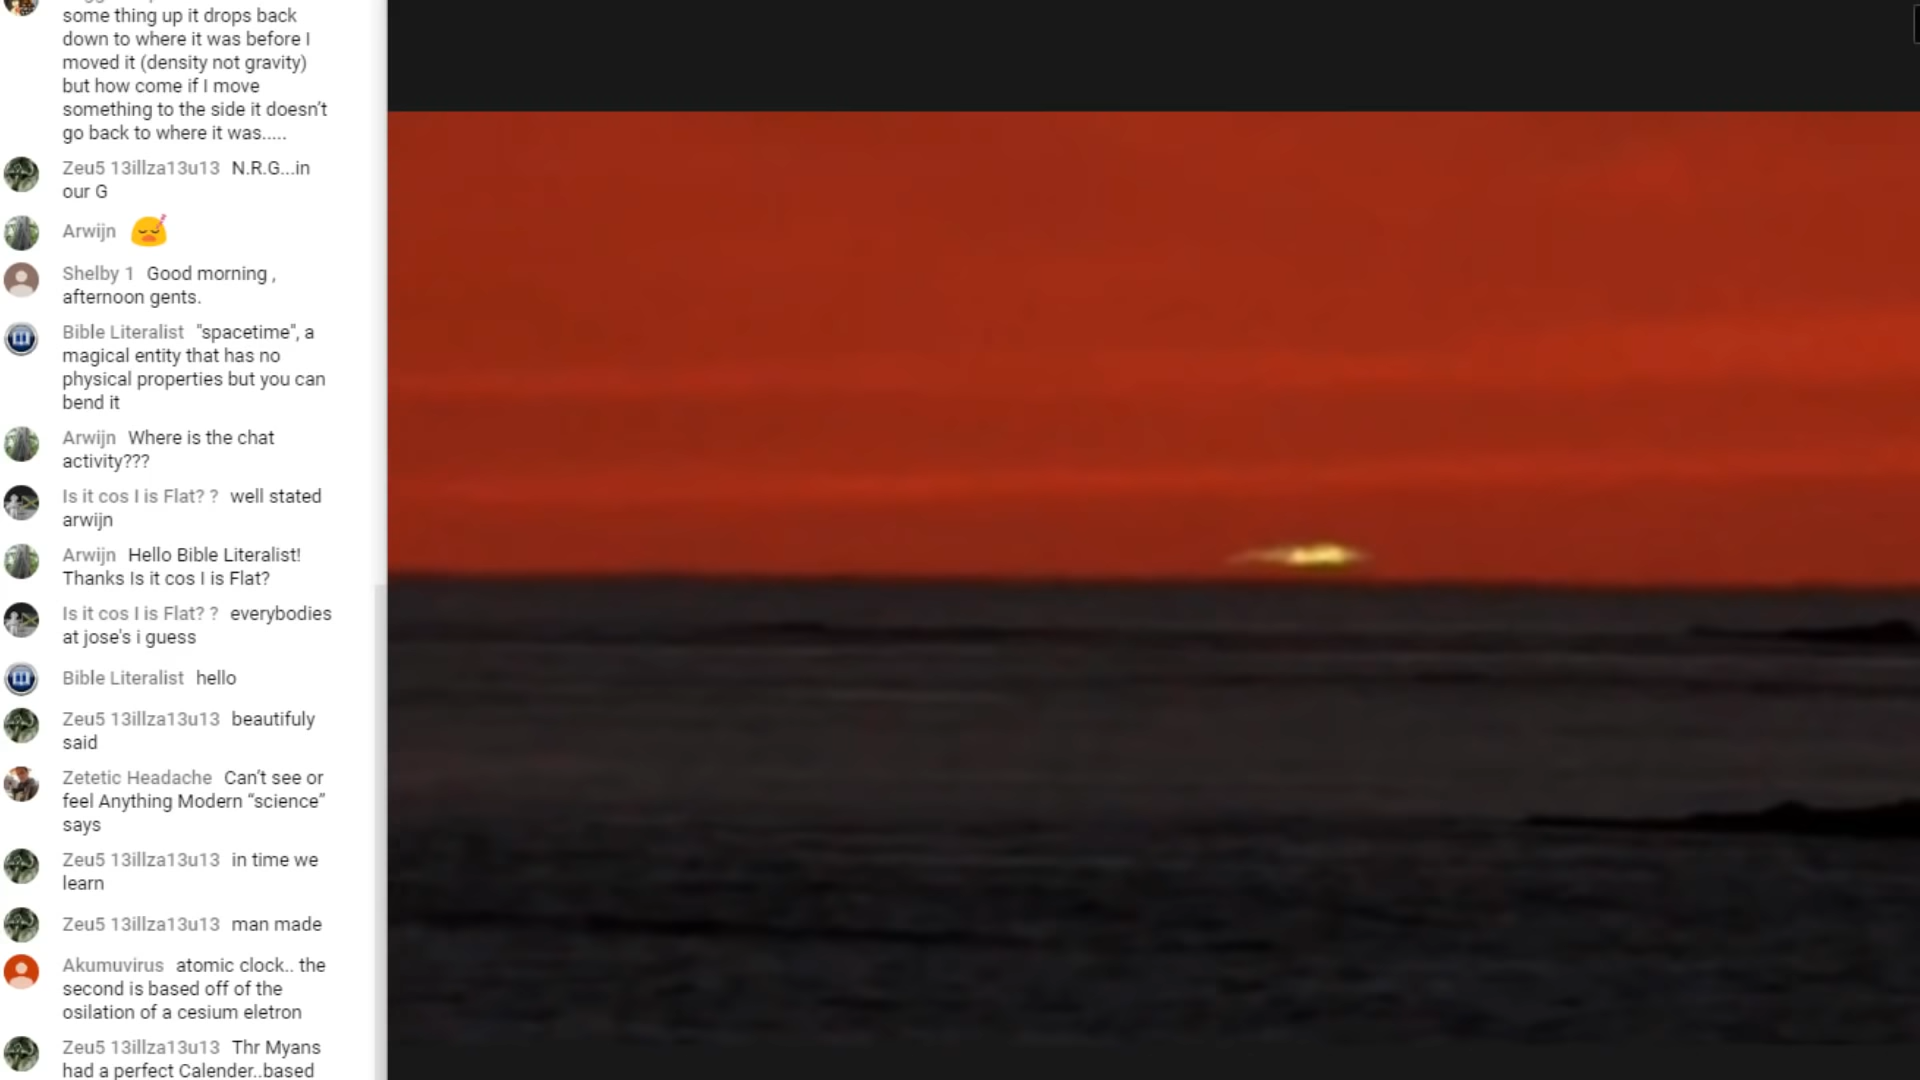 some thing up it drops back
down to where it was before I
moved it (density not gravity)
but how come if I move
something to the side it doesn't
go back to where it was.....
Zeu5 13illza13u13 N.R.G...in
our G
Arwijn
Shelby 1 Good morning ,
afternoon gents.
Bible Literalist "spacetime", a
magical entity that has no
physical properties but you can
bend it
Arwijn Where is the chat
activity???
Is it cos I is Flat? ? well stated
arwijn
Arwijn Hello Bible Literalist!
Thanks Is it cos I is Flat?
Is it cos I is Flat? ? everybodies
at jose's i guess
Bible Literalist hello
Zeu5 13illza13u13 beautifuly
said
Zetetic Headache Can't see or
feel Anything Modern “science”
says
Zeu5 13illza13u13 in time we
learn
Zeu5 13illza13u13 man made
Akumuvirus atomic clock.. the
second is based off of the
osilation of a cesium eletron
Zeu5 13illza13u13 Thr Myans
had a perfect Calender..based